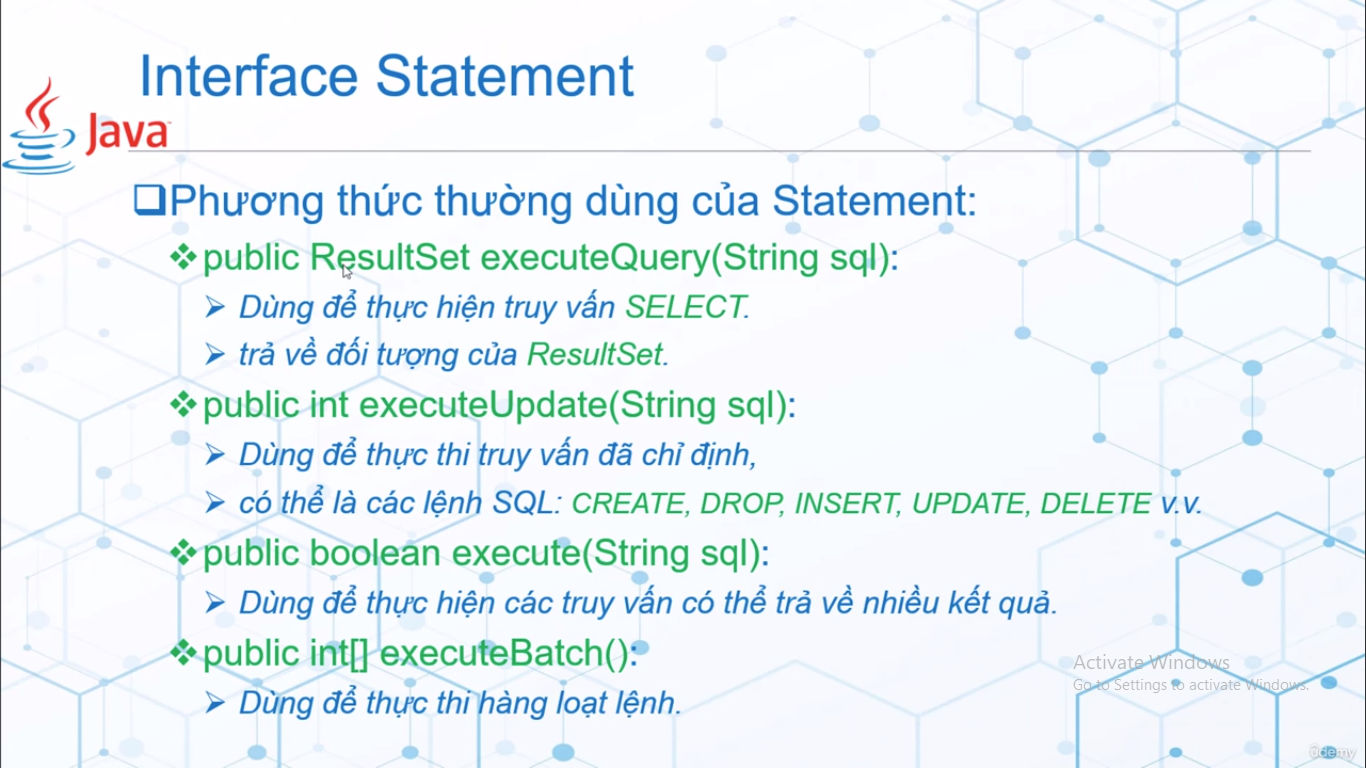 Interface Statement
Java
Phương thức thường dùng của Statement:
public ResultSet executeQuery(String sql):
Dùng để thực hiện truy vấn SELECT.
trả về đối tượng của ResultSet.
public int executeUpdate(String sql):
Dùng để thực thi truy vấn đã chỉ định,
có thể là các lệnh SQL: CREATE, DROP, INSERT, UPDATE, DELETE v.v.
public boolean execute(String sql):
Dùng để thực hiện các truy vấn có thể trả về nhiều kết quả.
public int[] executeBatch():
Dùng để thực thi hàng loạt lệnh.
Activate Windows
Go to Settings to activate Windows.
ûdemy